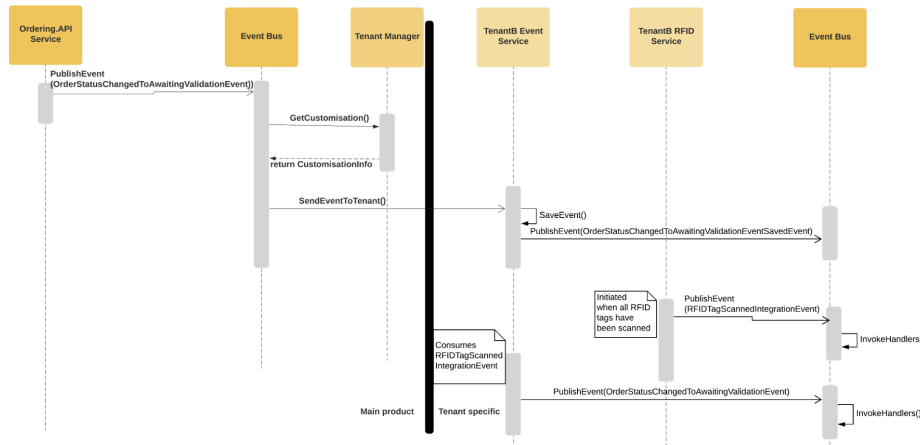 Ordering.API
Service
Event Bus
Tenant Manager
TenantB Event
Service
TenantB RFID
Service
Event Bus
PublishEvent
(OrderStatusChangedToAwaitingValidationEvent))
GetCustomisation()
return CustomisationInfo
SendEventToTenant()
SaveEvent()
PublishEvent(OrderStatusChangedToAwaitingValidationEventSavedEvent)
Initiated
when all RFID
tags have
been scanned
PublishEvent
(RFIDTagScannedIntegrationEvent)
InvokeHandlers
Consumes
RFIDTagScanned
IntegrationEvent
PublishEvent(OrderStatusChangedToAwaitingValidationEvent)
InvokeHandlers()
Main product
Tenant specific